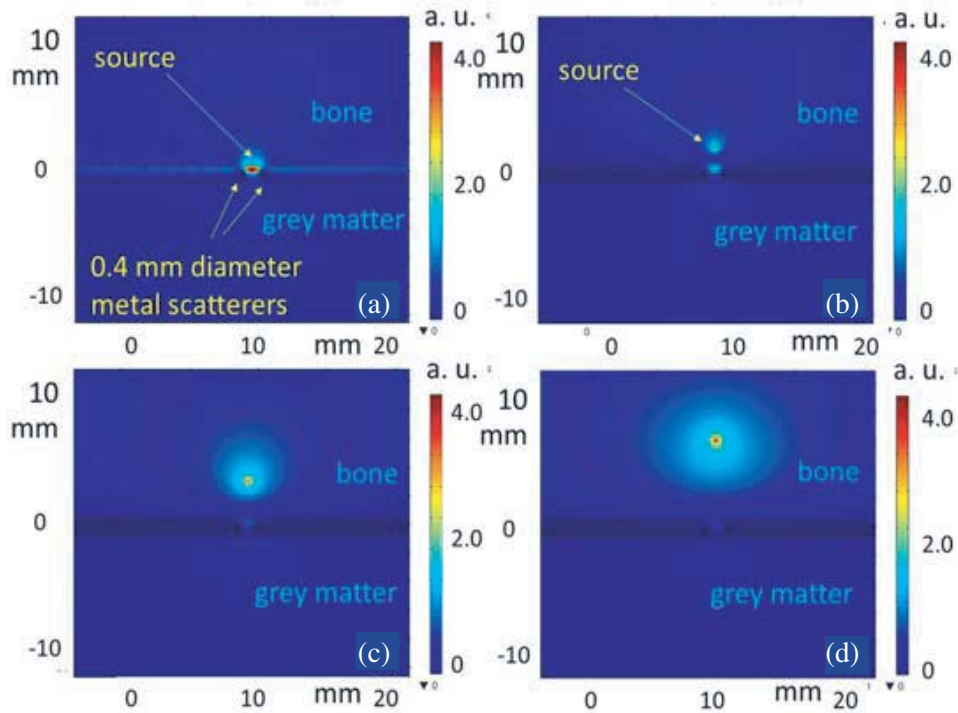 a. u.
10
mm
source
bone
4.0
0
2.0
grey matter
0.4 mm diameter
metal scatterers
-10
(a)
0
0
10
mm
20
a. u.
10
mm
source
bone
4.0
0
2.0
grey matter
-10
(b)
0
0
10
mm
20
a. u.
10
mm
4.0
bone
0
2.0
grey matter
-10
(c)
0
0
10
mm
20
a. u.
10
mm
4.0
bone
0
2.0
grey matter
-10
(d)
0
0
10
mm
20